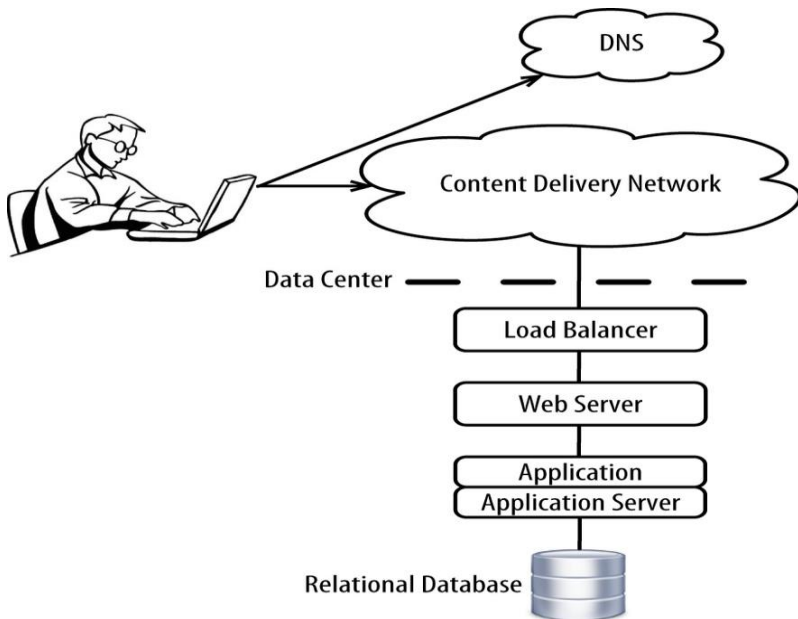 DNS
Content Delivery Network
Data Center
Load Balancer
Web Server
Application
Application Server
Relational Database